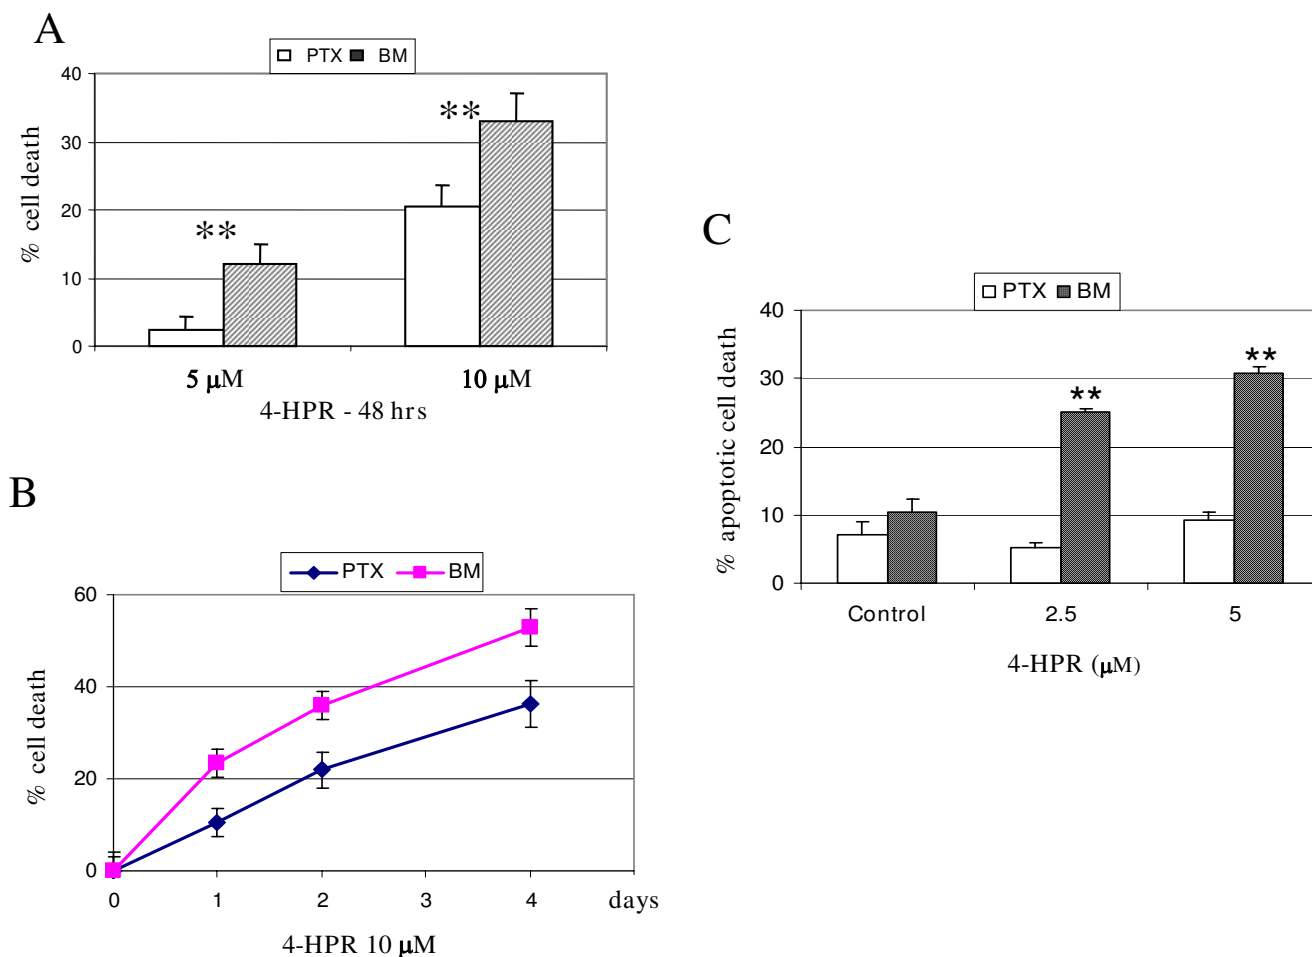 A
PTX BM
40
30
20
10
0
% cell death
**
**
5 μM 10 μM
4-HPR - 48 hrs
B
PTX BM
60
40
20
0
% cell death
0 1 2 3 4 days
4-HPR 10 μM
C
PTX BM
40
30
20
10
0
% apoptotic cell death
**
**
Control 2.5 5
4-HPR (μM)